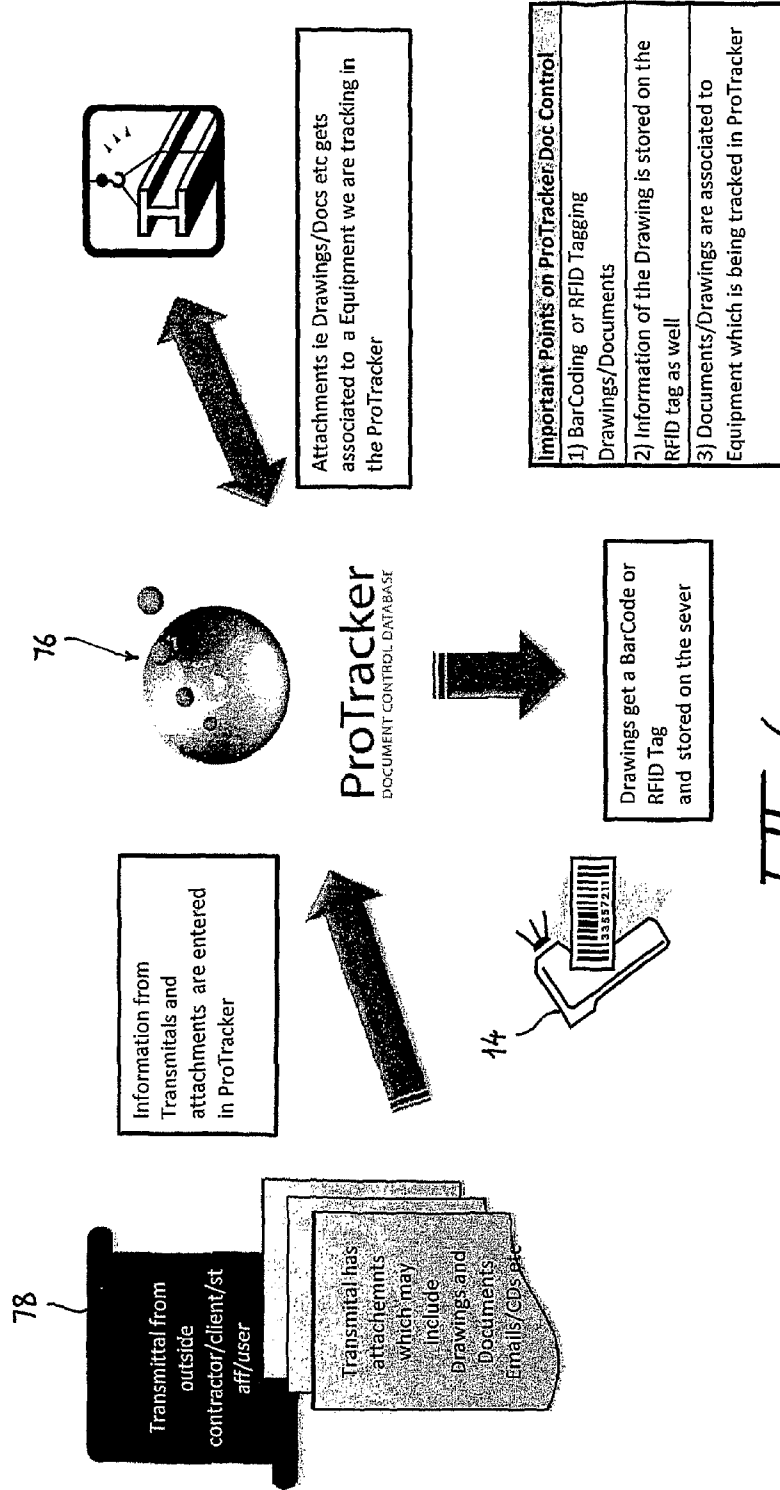 78
Transmittal from
outside
contractor/client/st
aff/user
Transmital has
attachemnts
which may
include
Drawings and
Documents
Emails/CDs etc
Information from
Transmitals and
attachments are entered
in ProTracker
14
33557211
76
ProTracker
DOCUMENT CONTROL DATABASE
Drawings get a BarCode or
RFID Tag
and stored on the sever
Attachments ie Drawings/Docs etc gets
associated to a Equipment we are tracking in
the ProTracker
Important Points on ProTracker Doc Control
1) BarCoding or RFID Tagging
Drawings/Documents
2) Information of the Drawing is stored on the
RFID tag as well
3) Documents/Drawings are associated to
Equipment which is being tracked in ProTracker